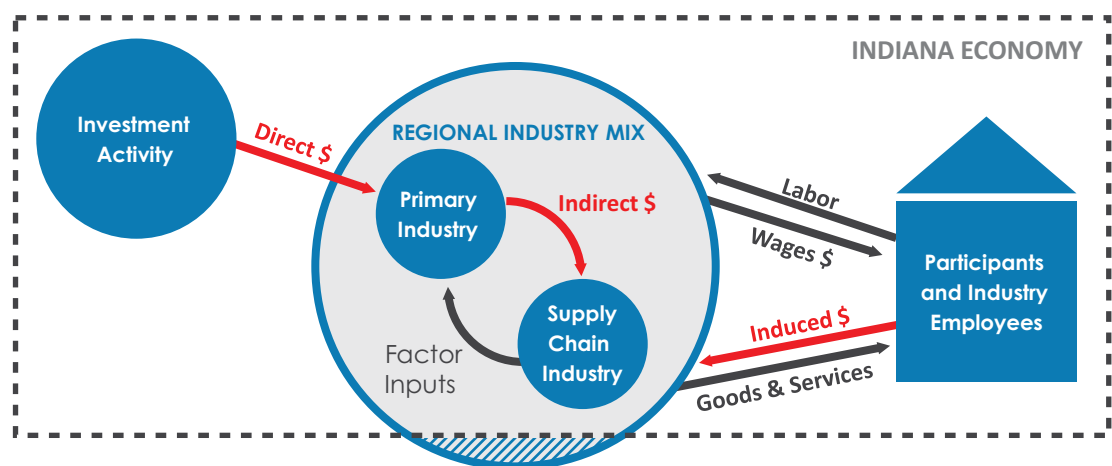 INDIANA ECONOMY
Investment
Activity
Direct $
REGIONAL INDUSTRY MIX
Primary
Industry
Indirect $
Supply
Chain
Industry
Factor
Inputs
Labor
Wages $
Participants
and Industry
Employees
Induced $
Goods & Services